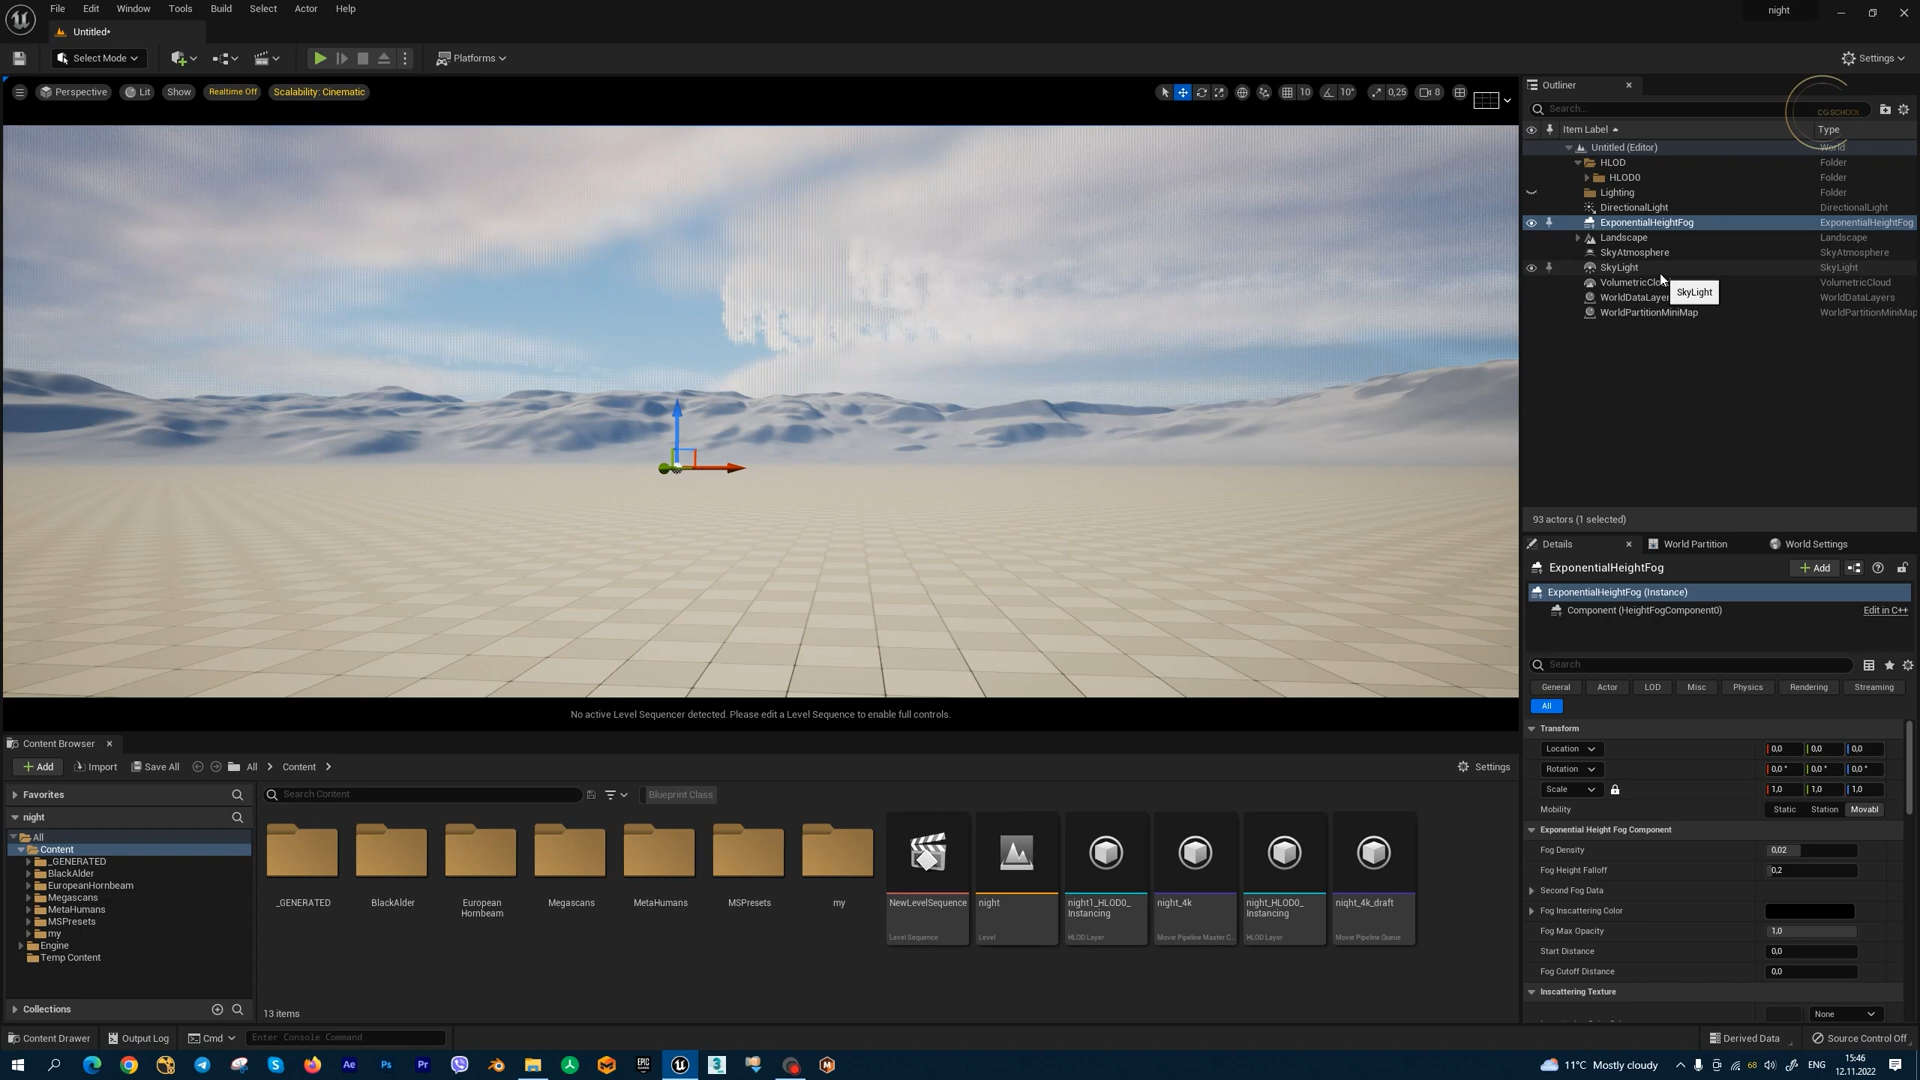 File Edit Window Tools Build Select Actor Help
night
Untitled*
Select Mode
Platforms
Settings
Perspective Lit Show Realtime Off Scalability: Cinematic
10 10° 0,25 8
Outliner
Search...
CG SCHOOL
Item Label Type
Untitled (Editor) World
HLOD Folder
HLOD0 Folder
Lighting Folder
DirectionalLight DirectionalLight
ExponentialHeightFog ExponentialHeightFog
Landscape Landscape
SkyAtmosphere SkyAtmosphere
SkyLight SkyLight
VolumetricClo VolumetricCloud
SkyLight
WorldDataLayer WorldDataLayers
WorldPartitionMiniMap WorldPartitionMiniMap
93 actors (1 selected)
Details World Partition World Settings
ExponentialHeightFog Add
ExponentialHeightFog (Instance)
Component (HeightFogComponent0) Edit in C++
Search
General Actor LOD Misc Physics Rendering Streaming
All
Transform
Location 0,0 0,0 0,0
Rotation 0,0 ° 0,0 ° 0,0 °
Scale 1,0 1,0 1,0
Mobility Static Station Movabl
Exponential Height Fog Component
Fog Density 0,02
Fog Height Falloff 0,2
Second Fog Data
Fog Inscattering Color
Fog Max Opacity 1,0
Start Distance 0,0
Fog Cutoff Distance 0,0
Inscattering Texture
None
No active Level Sequencer detected. Please edit a Level Sequence to enable full controls.
Content Browser
Add Import Save All All Content Settings
Favorites
night
All
Content
_GENERATED
BlackAlder
EuropeanHornbeam
Megascans
MetaHumans
MSPresets
my
Engine
Temp Content
Collections
Search Content
Blueprint Class
_GENERATED
BlackAlder
European
Hornbeam
Megascans
MetaHumans
MSPresets
my
NewLevelSequence
Level Sequence
night
Level
night1_HLOD0_
Instancing
HLOD Layer
night_4k
Movie Pipeline Master C...
night_HLOD0_
Instancing
HLOD Layer
night_4k_draft
Movie Pipeline Queue
13 items
Content Drawer Output Log Cmd Enter Console Command
Derived Data Source Control Off
11°C Mostly cloudy 68 ENG
15:46
12.11.2022